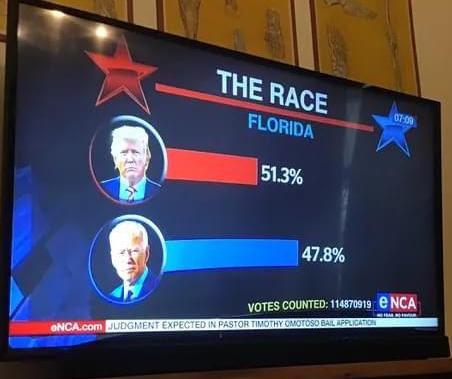 THE RACE
FLORIDA
07:09
51.3%
47.8%
VOTES COUNTED: 114870919
eNCA
NO FEAR. NO FAVOUR.
eNCA.com JUDGMENT EXPECTED IN PASTOR TIMOTHY OMOTOSO BAIL APPLICATION